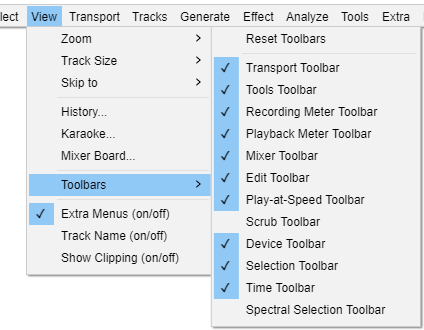 lect View Transport Tracks Generate Effect Analyze Tools Extra
Zoom
Track Size
Skip to
History...
Karaoke...
Mixer Board...
Toolbars
Extra Menus (on/off)
Track Name (on/off)
Show Clipping (on/off)
Reset Toolbars
Transport Toolbar
Tools Toolbar
Recording Meter Toolbar
Playback Meter Toolbar
Mixer Toolbar
Edit Toolbar
Play-at-Speed Toolbar
Scrub Toolbar
Device Toolbar
Selection Toolbar
Time Toolbar
Spectral Selection Toolbar